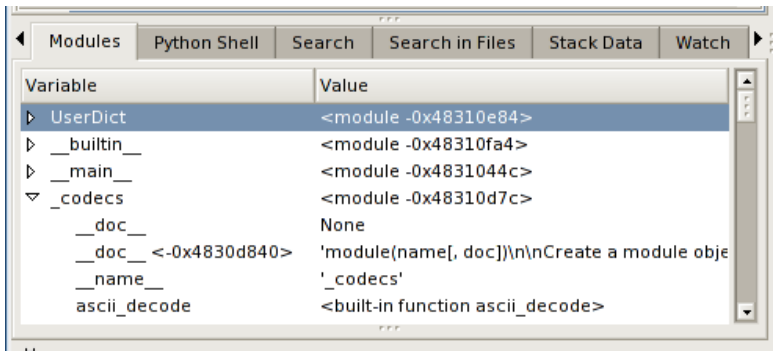 Modules Python Shell Search Search in Files Stack Data Watch
Variable Value
UserDict <module -0x48310e84>
__builtin__ <module -0x48310fa4>
__main__ <module -0x4831044c>
_codecs <module -0x48310d7c>
__doc__ None
__doc__ <-0x4830d840> 'module(name[, doc])\n\nCreate a module obje
__name__ '_codecs'
ascii_decode <built-in function ascii_decode>